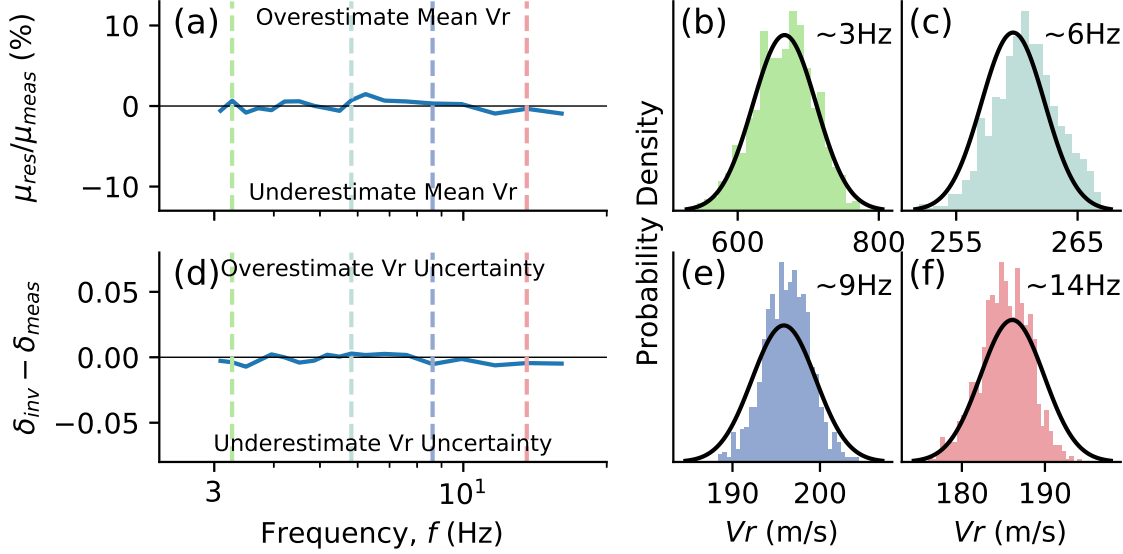 (a)
Overestimate Mean Vr
Underestimate Mean Vr
10
0
−10
μres/μmeas (%)
(b)
~3Hz
600
800
(c)
~6Hz
255
265
Probability Density
(d)
Overestimate Vr Uncertainty
Underestimate Vr Uncertainty
0.05
0.00
−0.05
δinv − δmeas
3
10¹
Frequency, f (Hz)
(e)
~9Hz
190
200
Vr (m/s)
(f)
~14Hz
180
190
Vr (m/s)